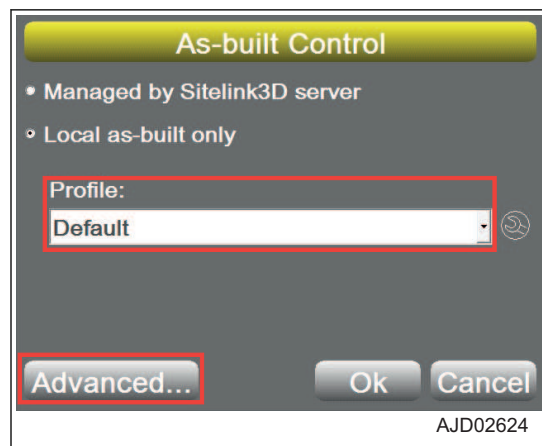 As-built Control
Managed by Sitelink3D server
Local as-built only
Profile:
Default
Advanced...
Ok
Cancel
AJD02624